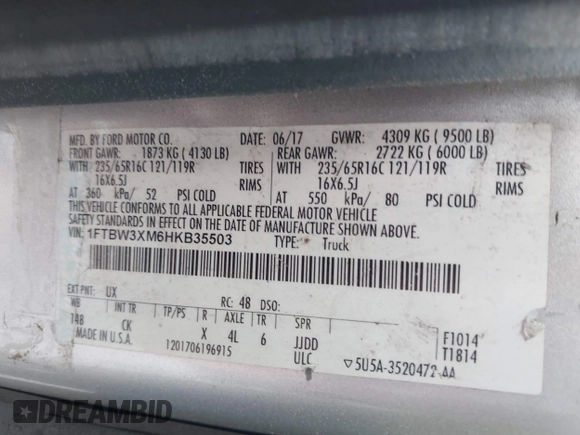 MFD. BY FORD MOTOR CO. DATE: 06/17 GVWR: 4309 KG ( 9500 LB)
FRONT GAWR: 1873 KG ( 4130 LB) REAR GAWR: 2722 KG ( 6000 LB)
WITH 235/65R16C 121/119R TIRES WITH 235/65R16C 121/119R TIRES
16X6.5J RIMS 16X6.5J RIMS
AT 360 kPa/ 52 PSI COLD AT 550 kPa/ 80 PSI COLD
THIS VEHICLE CONFORMS TO ALL APPLICABLE FEDERAL MOTOR VEHICLE
SAFETY STANDARDS IN EFFECT ON THE DATE OF MANUFACTURE SHOWN ABOVE.
VIN: 1FTBW3XM6HKB35503 TYPE: Truck
EXT PNT: UX RC: 48 DSO:
WB INT TR TP/PS R AXLE TR SPR
148 CK X 4L 6 JJDD F1014
MADE IN U.S.A. 1201706196915 ULC T1814
▽5U5A-3520472-AA
DREAMBID